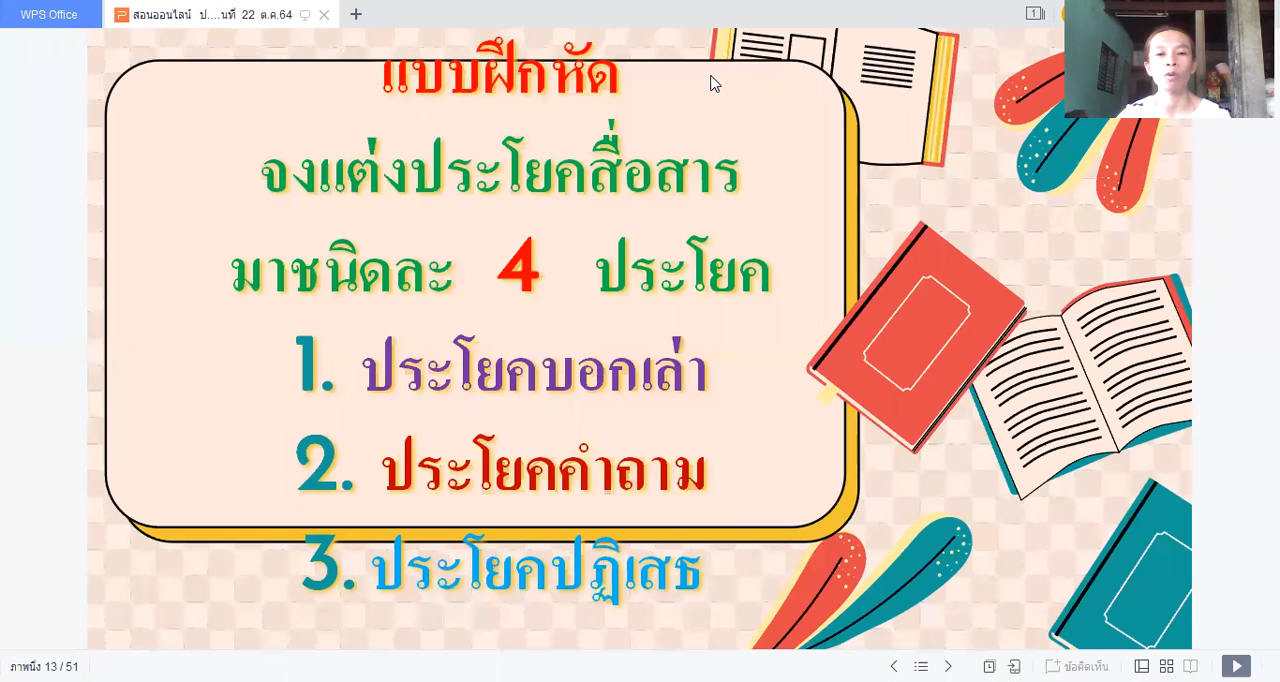 WPS Office
สอนออนไลน์ ป....นที่ 22 ต.ค.64
1
แบบฝึกหัด
จงแต่งประโยคสื่อสาร
มาชนิดละ 4 ประโยค
1. ประโยคบอกเล่า
2. ประโยคคำถาม
3. ประโยคปฏิเสธ
ภาพนิ่ง 13 / 51
ข้อคิดเห็น